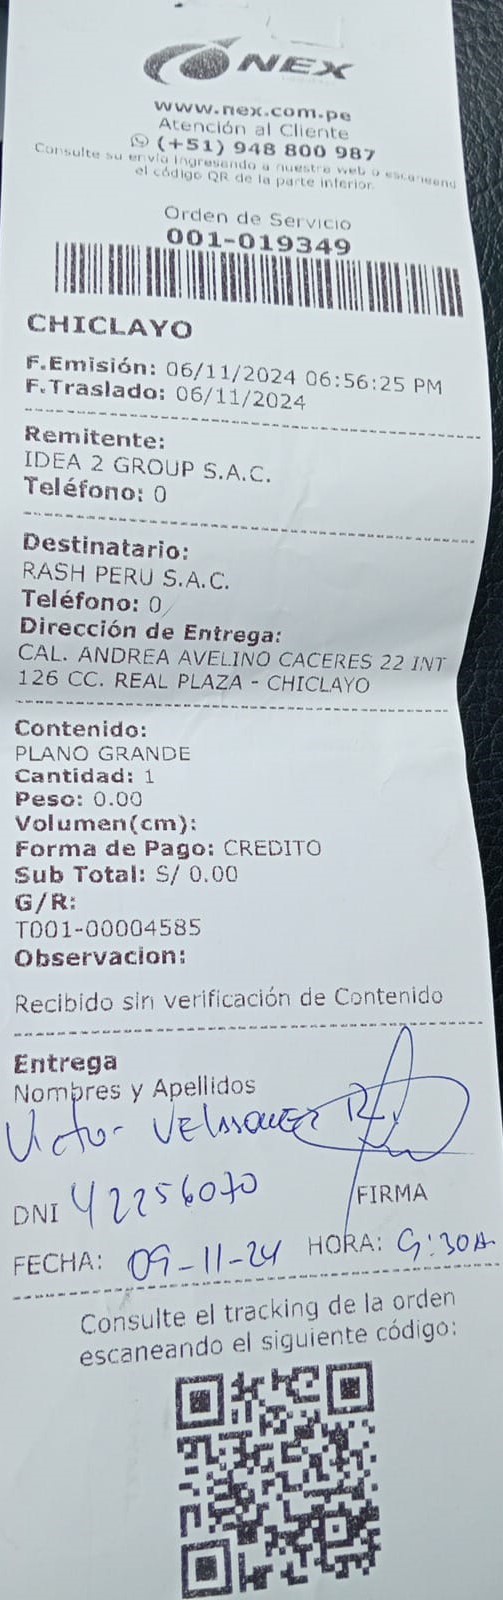 NEX
www.nex.com.pe
Atención al Cliente
(+51) 948 800 987
Consulte su envío ingresando a nuestra web o escaneand
el código QR de la parte inferior.
Orden de Servicio
001-019349
CHICLAYO
F.Emisión: 06/11/2024 06:56:25 PM
F.Traslado: 06/11/2024
Remitente:
IDEA 2 GROUP S.A.C.
Teléfono: 0
Destinatario:
RASH PERU S.A.C.
Teléfono: 0
Dirección de Entrega:
CAL. ANDREA AVELINO CACERES 22 INT
126 CC. REAL PLAZA - CHICLAYO
Contenido:
PLANO GRANDE
Cantidad: 1
Peso: 0.00
Volumen(cm):
Forma de Pago: CREDITO
Sub Total: S/ 0.00
G/R:
T001-00004585
Observacion:
Recibido sin verificación de Contenido
Entrega
Nombres y Apellidos
Victor VELASQUEZ R.
DNI 42256070
FIRMA
FECHA: 09-11-24 HORA: 9:30A
Consulte el tracking de la orden
escaneando el siguiente código: